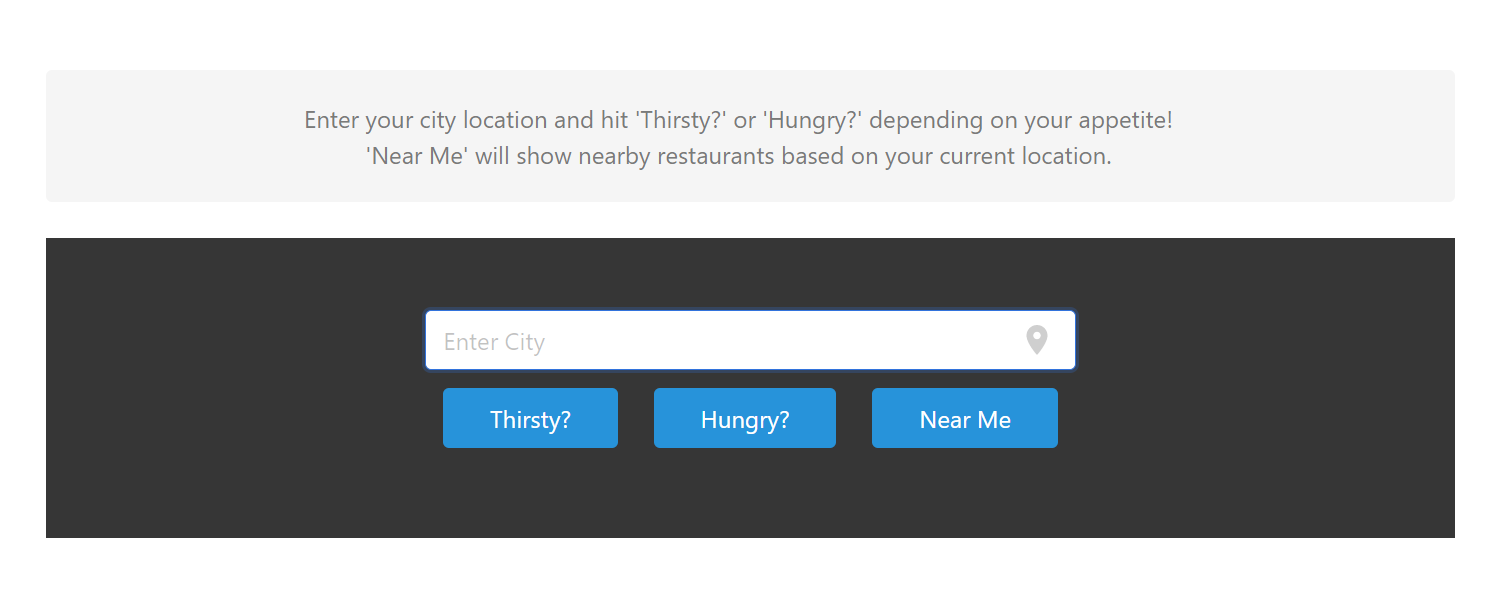 Enter your city location and hit 'Thirsty?' or 'Hungry?' depending on your appetite!
'Near Me' will show nearby restaurants based on your current location.
Enter City
Thirsty?
Hungry?
Near Me